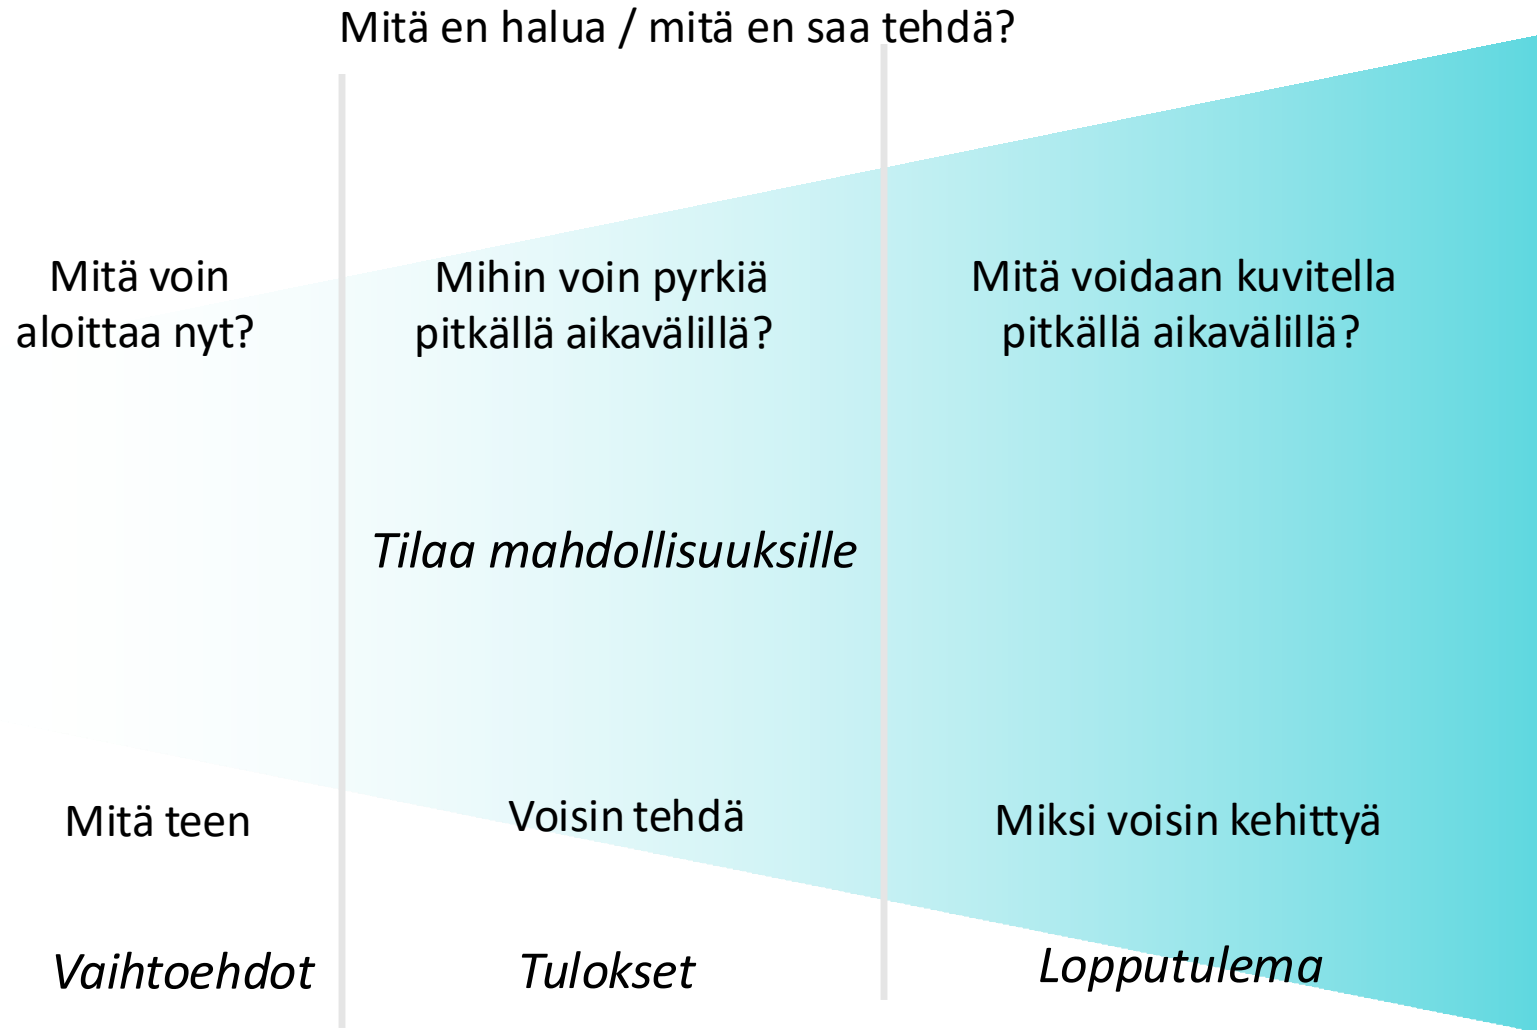 Mitä en halua / mitä en saa tehdä?
Mitä voin
aloittaa nyt?
Mihin voin pyrkiä
pitkällä aikavälillä?
Mitä voidaan kuvitella
pitkällä aikavälillä?
Tilaa mahdollisuuksille
Mitä teen
Voisin tehdä
Miksi voisin kehittyä
Vaihtoehdot
Tulokset
Lopputulema